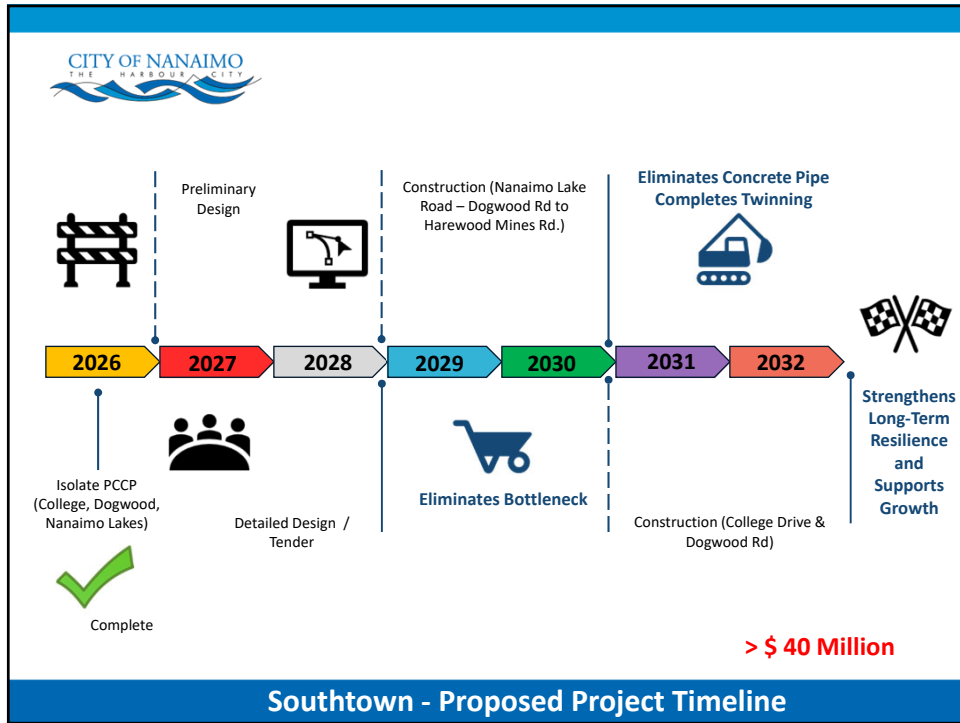 CITY OF NANAIMO
THE HARBOUR CITY
Preliminary
Design
Construction (Nanaimo Lake
Road – Dogwood Rd to
Harewood Mines Rd.)
Eliminates Concrete Pipe
Completes Twinning
2026
2027
2028
2029
2030
2031
2032
Isolate PCCP
(College, Dogwood,
Nanaimo Lakes)
Complete
Detailed Design / 
Tender
Eliminates Bottleneck
Construction (College Drive &
Dogwood Rd)
Strengthens
Long-Term
Resilience
and
Supports
Growth
> $ 40 Million
Southtown - Proposed Project Timeline